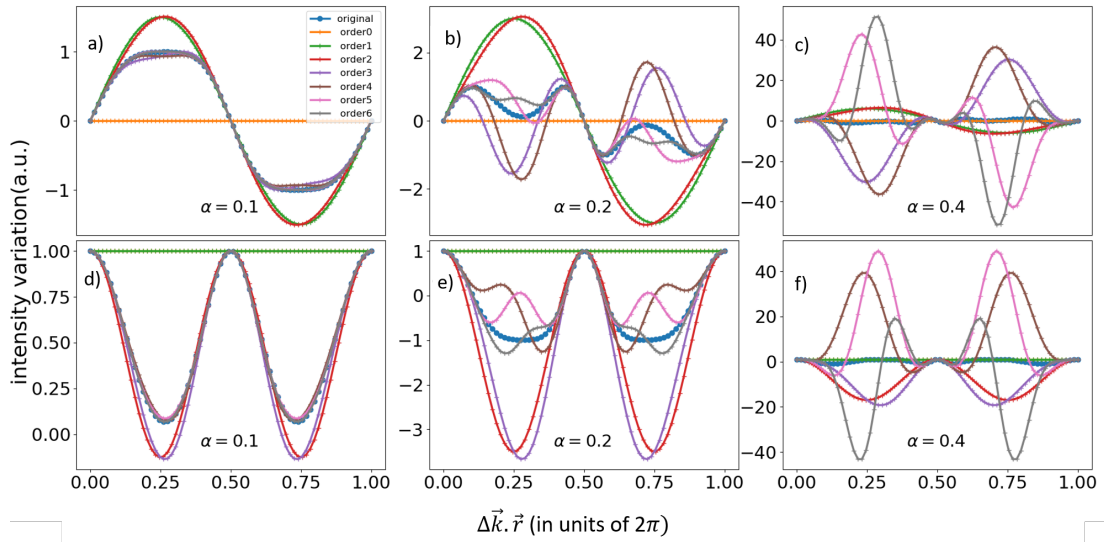 intensity variation(a.u.)
a)
original
order0
order1
order2
order3
order4
order5
order6
1
0
−1
α = 0.1
b)
2
0
−2
α = 0.2
c)
40
20
0
−20
−40
α = 0.4
d)
1.00
0.75
0.50
0.25
0.00
α = 0.1
0.00 0.25 0.50 0.75 1.00
e)
1
0
−1
−2
−3
α = 0.2
0.00 0.25 0.50 0.75 1.00
f)
40
20
0
−20
−40
α = 0.4
0.00 0.25 0.50 0.75 1.00
Δk⃗.r⃗ (in units of 2π)